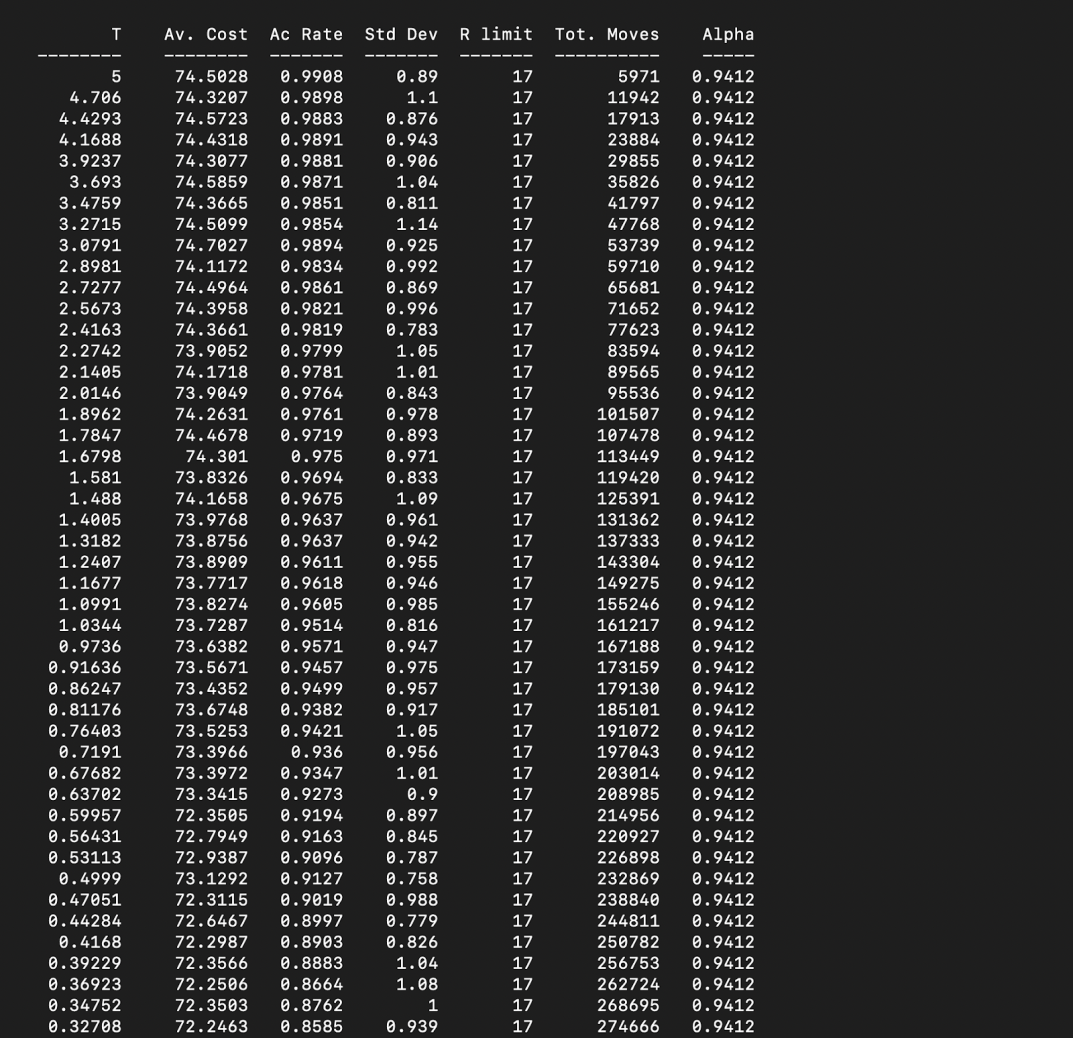 T Av. Cost Ac Rate Std Dev R limit Tot. Moves Alpha
-------- -------- ------- ------- ------- ---------- -----
5 74.5028 0.9908 0.89 17 5971 0.9412
4.706 74.3207 0.9898 1.1 17 11942 0.9412
4.4293 74.5723 0.9883 0.876 17 17913 0.9412
4.1688 74.4318 0.9891 0.943 17 23884 0.9412
3.9237 74.3077 0.9881 0.906 17 29855 0.9412
3.693 74.5859 0.9871 1.04 17 35826 0.9412
3.4759 74.3665 0.9851 0.811 17 41797 0.9412
3.2715 74.5099 0.9854 1.14 17 47768 0.9412
3.0791 74.7027 0.9894 0.925 17 53739 0.9412
2.8981 74.1172 0.9834 0.992 17 59710 0.9412
2.7277 74.4964 0.9861 0.869 17 65681 0.9412
2.5673 74.3958 0.9821 0.996 17 71652 0.9412
2.4163 74.3661 0.9819 0.783 17 77623 0.9412
2.2742 73.9052 0.9799 1.05 17 83594 0.9412
2.1405 74.1718 0.9781 1.01 17 89565 0.9412
2.0146 73.9049 0.9764 0.843 17 95536 0.9412
1.8962 74.2631 0.9761 0.978 17 101507 0.9412
1.7847 74.4678 0.9719 0.893 17 107478 0.9412
1.6798 74.301 0.975 0.971 17 113449 0.9412
1.581 73.8326 0.9694 0.833 17 119420 0.9412
1.488 74.1658 0.9675 1.09 17 125391 0.9412
1.4005 73.9768 0.9637 0.961 17 131362 0.9412
1.3182 73.8756 0.9637 0.942 17 137333 0.9412
1.2407 73.8909 0.9611 0.955 17 143304 0.9412
1.1677 73.7717 0.9618 0.946 17 149275 0.9412
1.0991 73.8274 0.9605 0.985 17 155246 0.9412
1.0344 73.7287 0.9514 0.816 17 161217 0.9412
0.9736 73.6382 0.9571 0.947 17 167188 0.9412
0.91636 73.5671 0.9457 0.975 17 173159 0.9412
0.86247 73.4352 0.9499 0.957 17 179130 0.9412
0.81176 73.6748 0.9382 0.917 17 185101 0.9412
0.76403 73.5253 0.9421 1.05 17 191072 0.9412
0.7191 73.3966 0.936 0.956 17 197043 0.9412
0.67682 73.3972 0.9347 1.01 17 203014 0.9412
0.63702 73.3415 0.9273 0.9 17 208985 0.9412
0.59957 72.3505 0.9194 0.897 17 214956 0.9412
0.56431 72.7949 0.9163 0.845 17 220927 0.9412
0.53113 72.9387 0.9096 0.787 17 226898 0.9412
0.4999 73.1292 0.9127 0.758 17 232869 0.9412
0.47051 72.3115 0.9019 0.988 17 238840 0.9412
0.44284 72.6467 0.8997 0.779 17 244811 0.9412
0.4168 72.2987 0.8903 0.826 17 250782 0.9412
0.39229 72.3566 0.8883 1.04 17 256753 0.9412
0.36923 72.2506 0.8664 1.08 17 262724 0.9412
0.34752 72.3503 0.8762 1 17 268695 0.9412
0.32708 72.2463 0.8585 0.939 17 274666 0.9412